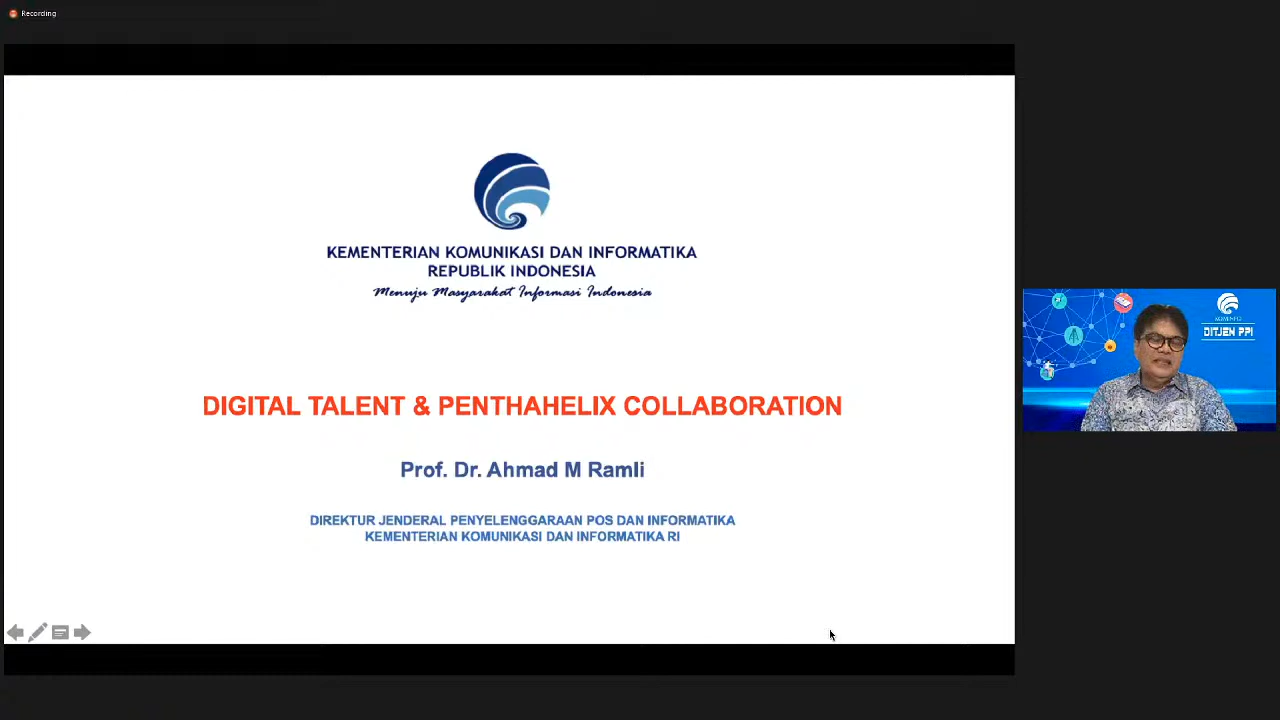 Recording
KEMENTERIAN KOMUNIKASI DAN INFORMATIKA
REPUBLIK INDONESIA
Menuju Masyarakat Informasi Indonesia
DIGITAL TALENT & PENTHAHELIX COLLABORATION
Prof. Dr. Ahmad M Ramli
DIREKTUR JENDERAL PENYELENGGARAAN POS DAN INFORMATIKA
KEMENTERIAN KOMUNIKASI DAN INFORMATIKA RI
KOMINFO
DITJEN PPI